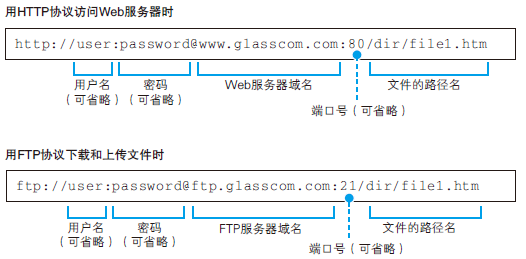 用HTTP协议访问Web服务器时
http://user:password@www.glasscom.com:80/dir/file1.htm
用户名 密码 Web服务器域名 文件的路径名
（可省略） （可省略）
端口号（可省略）
用FTP协议下载和上传文件时
ftp://user:password@ftp.glasscom.com:21/dir/file1.htm
用户名 密码 FTP服务器域名 文件的路径名
（可省略） （可省略）
端口号（可省略）